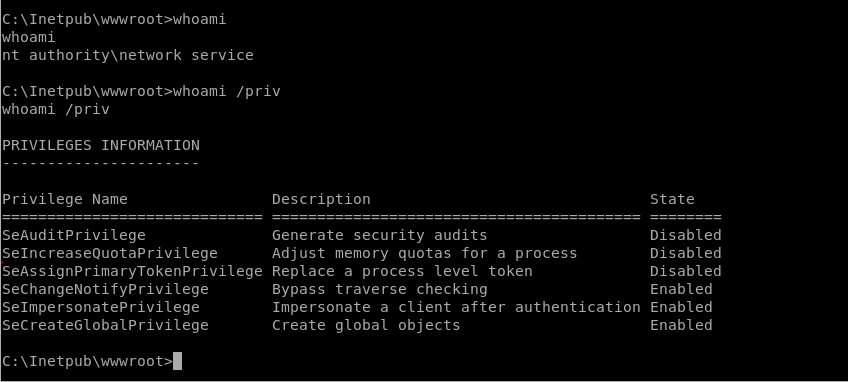 C:\Inetpub\wwwroot>whoami
whoami
nt authority\network service
C:\Inetpub\wwwroot>whoami /priv
whoami /priv
PRIVILEGES INFORMATION
----------------------
Privilege Name                Description                               State
============================= ========================================= ========
SeAuditPrivilege              Generate security audits                  Disabled
SeIncreaseQuotaPrivilege      Adjust memory quotas for a process        Disabled
SeAssignPrimaryTokenPrivilege Replace a process level token             Disabled
SeChangeNotifyPrivilege       Bypass traverse checking                  Enabled
SeImpersonatePrivilege        Impersonate a client after authentication Enabled
SeCreateGlobalPrivilege       Create global objects                     Enabled
C:\Inetpub\wwwroot>